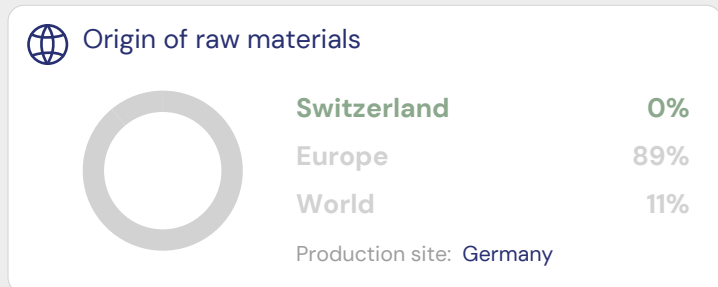 Origin of raw materials
Switzerland 0%
Europe 89%
World 11%
Production site: Germany